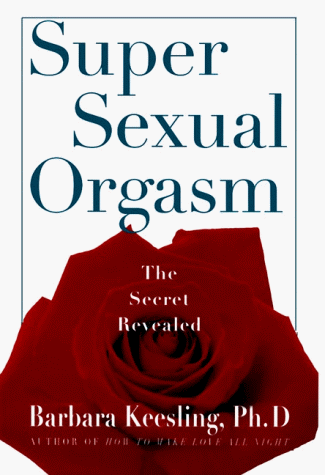 Super
Sexual
Orgasm
The
Secret
Revealed
Barbara Keesling, Ph.D
AUTHOR OF HOW TO MAKE LOVE ALL NIGHT